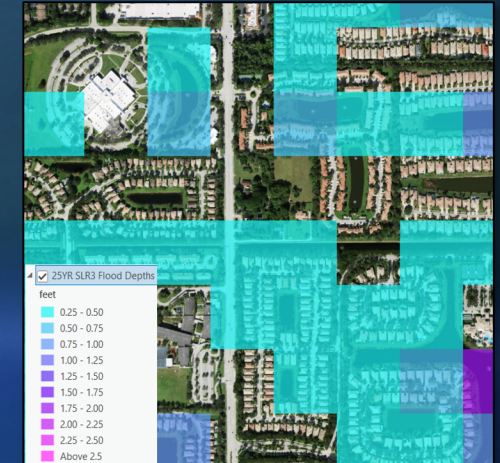 25YR SLR3 Flood Depths
feet
0.25 - 0.50
0.50 - 0.75
0.75 - 1.00
1.00 - 1.25
1.25 - 1.50
1.50 - 1.75
1.75 - 2.00
2.00 - 2.25
2.25 - 2.50
Above 2.5